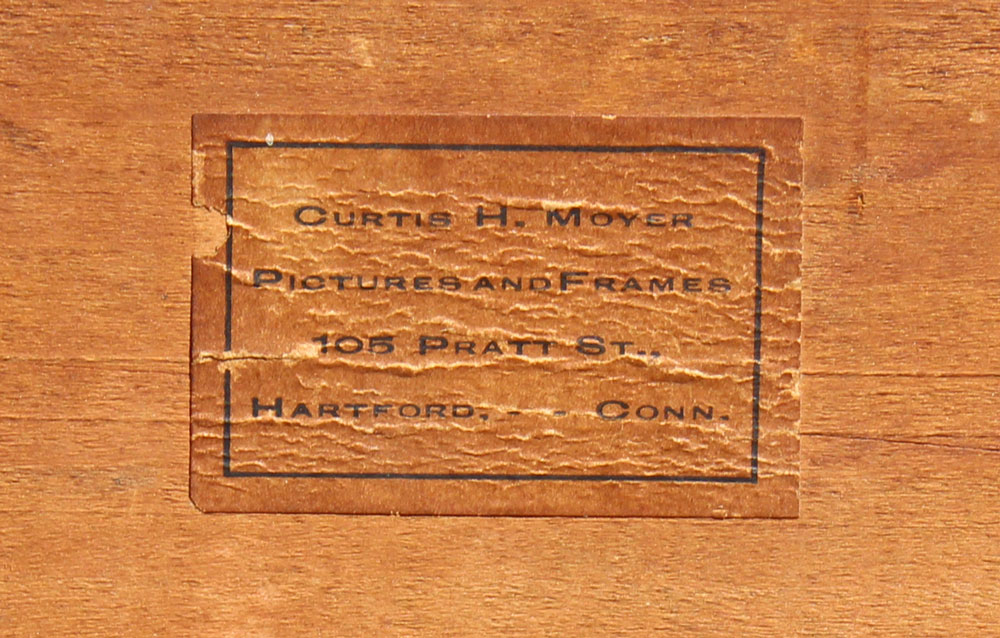 Curtis H. Moyer
Pictures and Frames
105 Pratt St.,
Hartford, - - Conn.